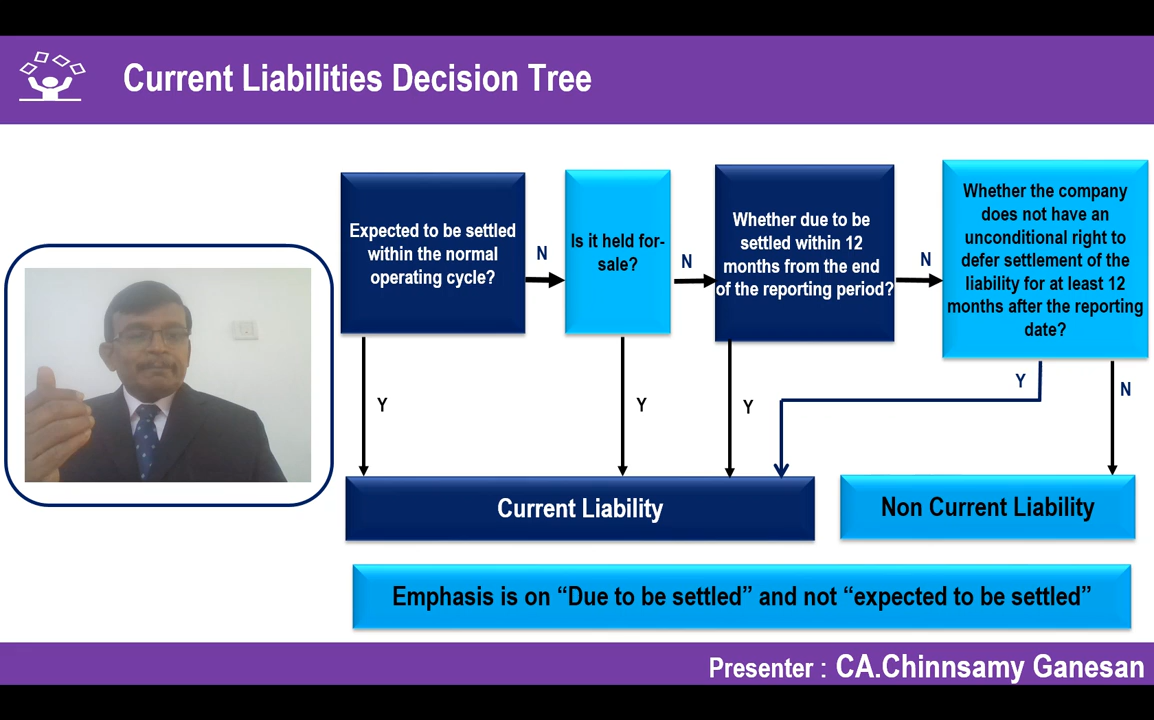 Current Liabilities Decision Tree
Expected to be settled
within the normal
operating cycle?
N
Is it held for-
sale?
N
Whether due to be
settled within 12
months from the end
of the reporting period?
N
Whether the company
does not have an
unconditional right to
defer settlement of the
liability for at least 12
months after the reporting
date?
Y
Y
Y
Y
N
Current Liability
Non Current Liability
Emphasis is on “Due to be settled” and not “expected to be settled”
Presenter : CA.Chinnsamy Ganesan